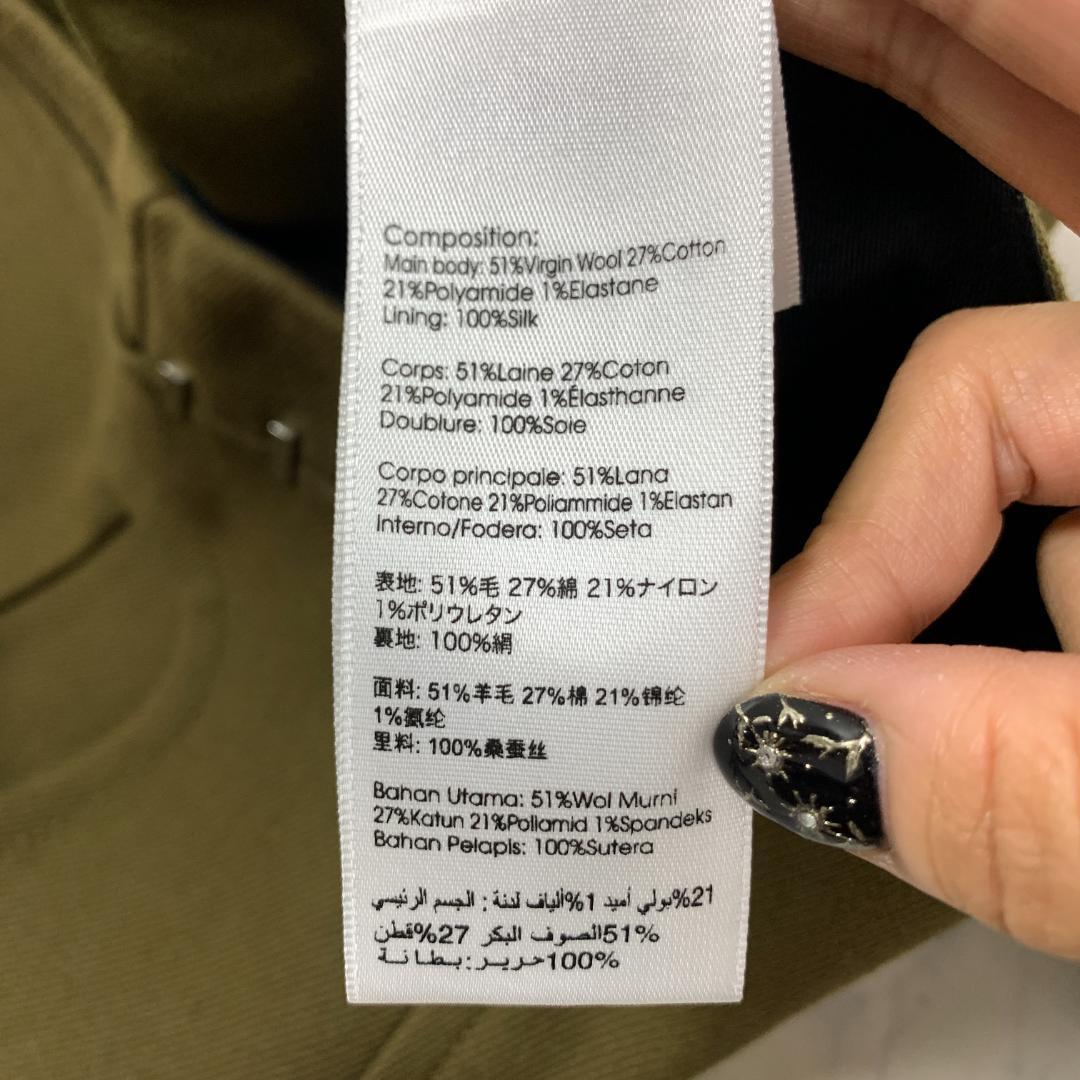 Composition:
Main body: 51%Virgin Wool 27%Cotton
21%Polyamide 1%Elastane
Lining: 100%Silk
Corps: 51%Laine 27%Coton
21%Polyamide 1%Élasthanne
Doublure: 100%Soie
Corpo principale: 51%Lana
27%Cotone 21%Poliammide 1%Elastan
Interno/Fodera: 100%Seta
表地: 51%毛 27%綿 21%ナイロン
1%ポリウレタン
裏地: 100%絹
面料: 51%羊毛 27%棉 21%锦纶
1%氨纶
里料: 100%桑蚕丝
Bahan Utama: 51%Wol Murni
27%Katun 21%Poliamid 1%Spandeks
Bahan Pelapis: 100%Sutera
21%بولي أميد 1%ألياف لدنة : الجسم الرئيسي
51%الصوف البكر 27%قطن
100%حرير:بطانة